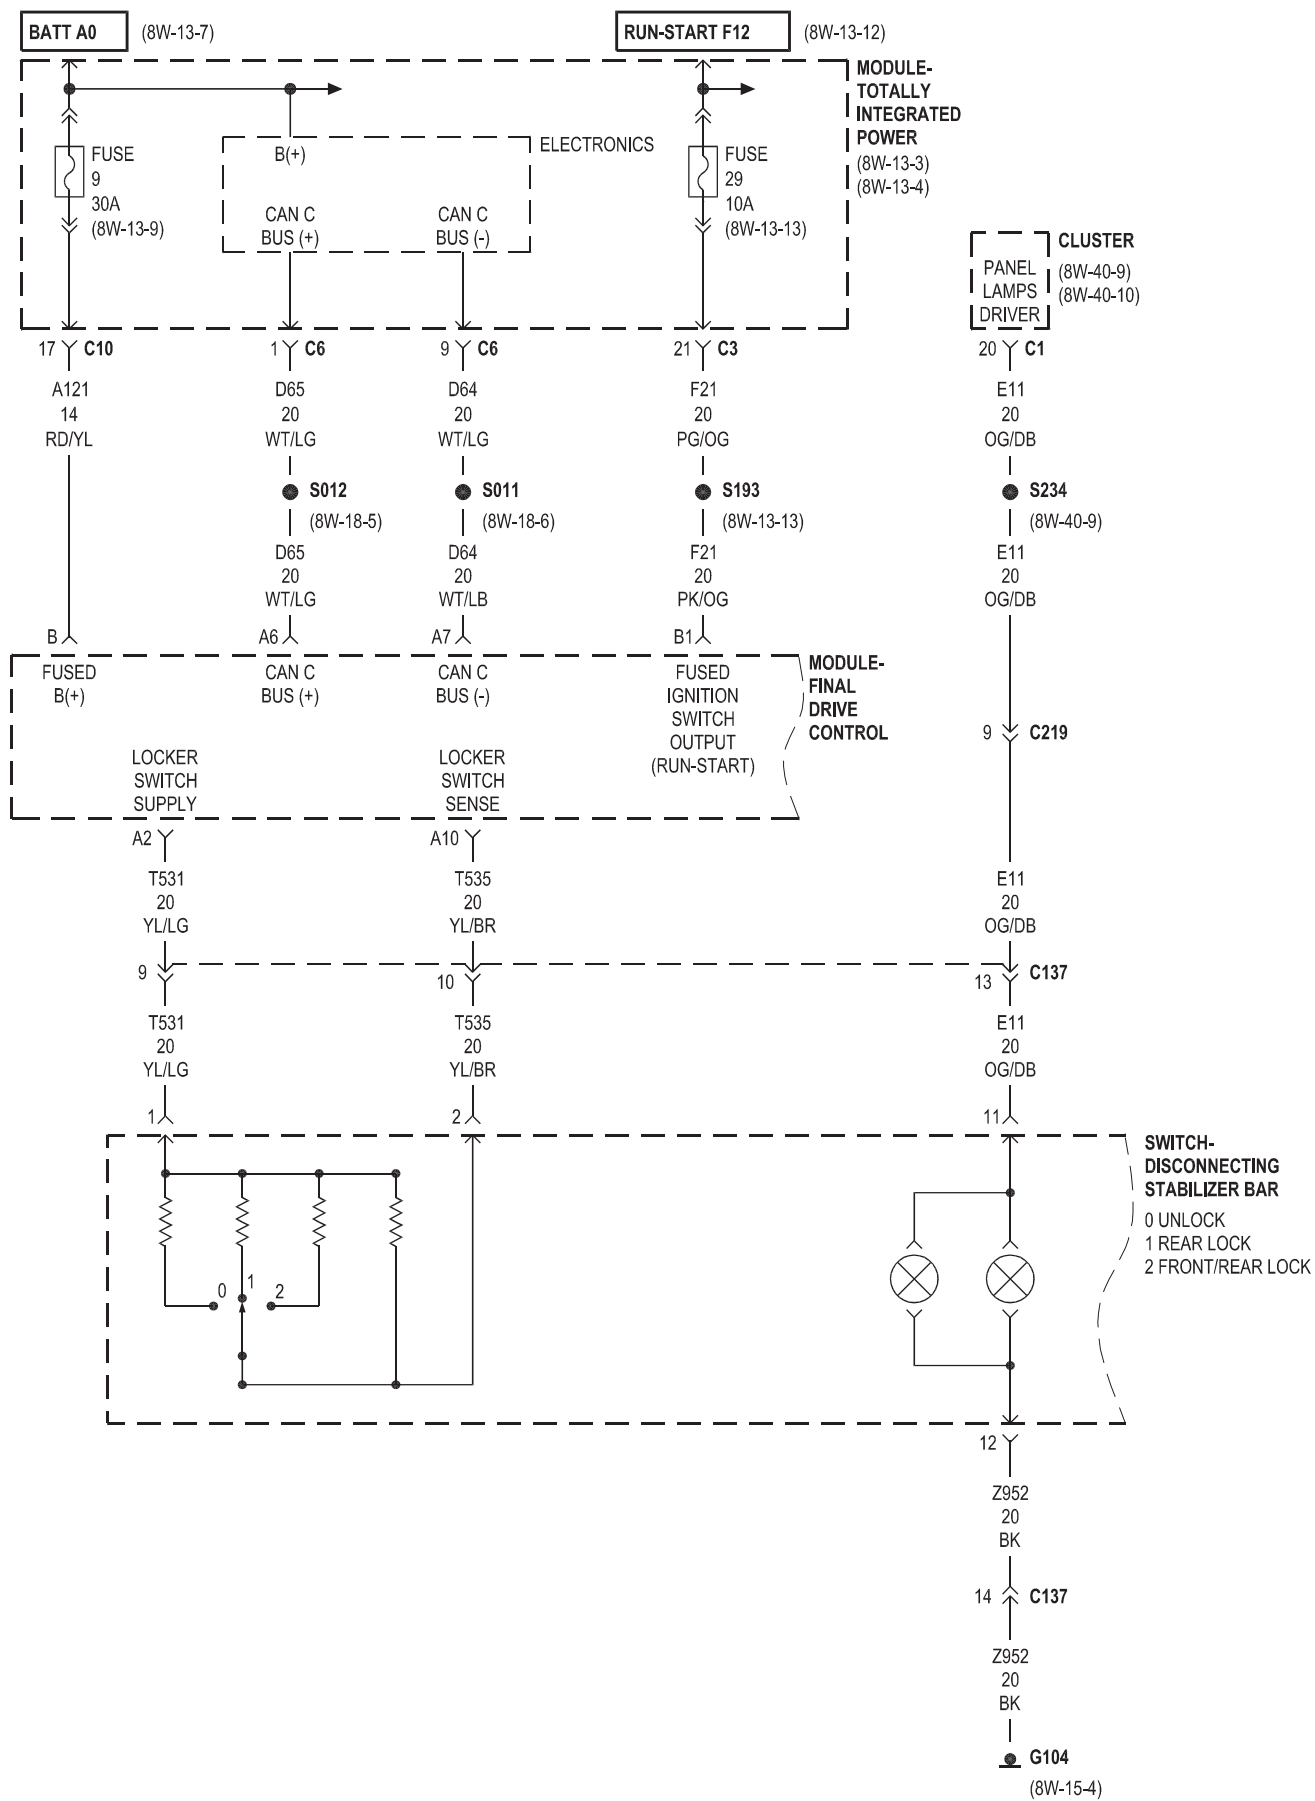 BATT A0 (8W-13-7)
RUN-START F12 (8W-13-12)
MODULE-
TOTALLY
INTEGRATED
POWER
(8W-13-3)
(8W-13-4)
FUSE
9
30A
(8W-13-9)
B(+)
ELECTRONICS
CAN C
BUS (+)
CAN C
BUS (-)
FUSE
29
10A
(8W-13-13)
CLUSTER
(8W-40-9)
(8W-40-10)
PANEL
LAMPS
DRIVER
17 C10
1 C6
9 C6
21 C3
20 C1
A121
14
RD/YL
D65
20
WT/LG
D64
20
WT/LG
F21
20
PG/OG
E11
20
OG/DB
S012
(8W-18-5)
S011
(8W-18-6)
S193
(8W-13-13)
S234
(8W-40-9)
D65
20
WT/LG
D64
20
WT/LB
F21
20
PK/OG
E11
20
OG/DB
B
A6
A7
B1
FUSED
B(+)
CAN C
BUS (+)
CAN C
BUS (-)
FUSED
IGNITION
SWITCH
OUTPUT
(RUN-START)
MODULE-
FINAL
DRIVE
CONTROL
9 C219
LOCKER
SWITCH
SUPPLY
LOCKER
SWITCH
SENSE
A2
A10
T531
20
YL/LG
T535
20
YL/BR
E11
20
OG/DB
9
10
13 C137
T531
20
YL/LG
T535
20
YL/BR
E11
20
OG/DB
1
2
11
SWITCH-
DISCONNECTING
STABILIZER BAR
0 UNLOCK
1 REAR LOCK
2 FRONT/REAR LOCK
0
1
2
12
Z952
20
BK
14 C137
Z952
20
BK
G104
(8W-15-4)